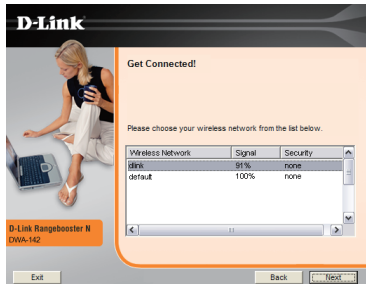 D-Link
Get Connected!
Please choose your wireless network from the list below.
Wireless Network Signal Security
dlink 91% none
default 100% none
D-Link Rangebooster N
DWA-142
Exit Back Next